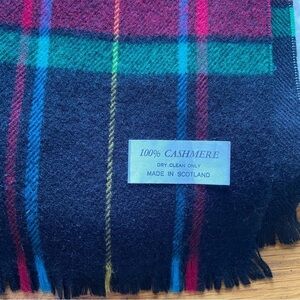 100% CASHMERE
DRY CLEAN ONLY
MADE IN SCOTLAND